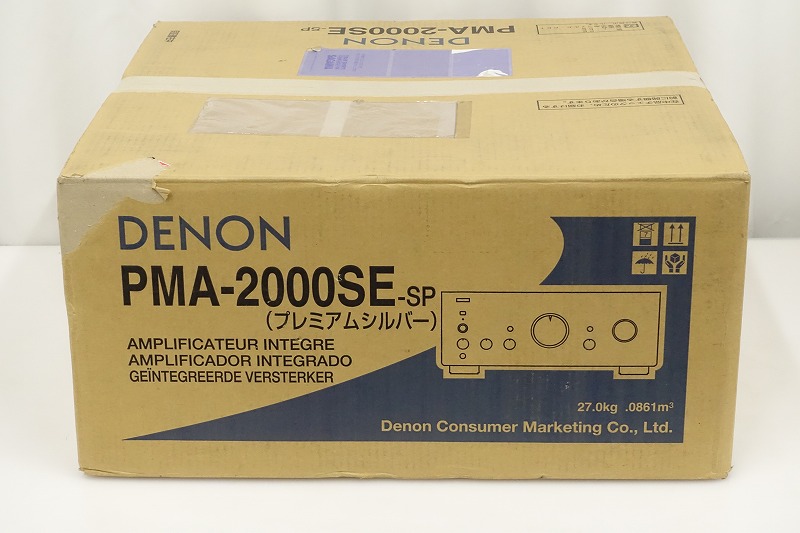 DENON
PMA-2000SE-SP
DENON
PMA-2000SE-SP
(プレミアムシルバー)
AMPLIFICATEUR INTEGRE
AMPLIFICADOR INTEGRADO
GEÏNTEGREERDE VERSTERKER
27.0kg .0861m³
Denon Consumer Marketing Co., Ltd.